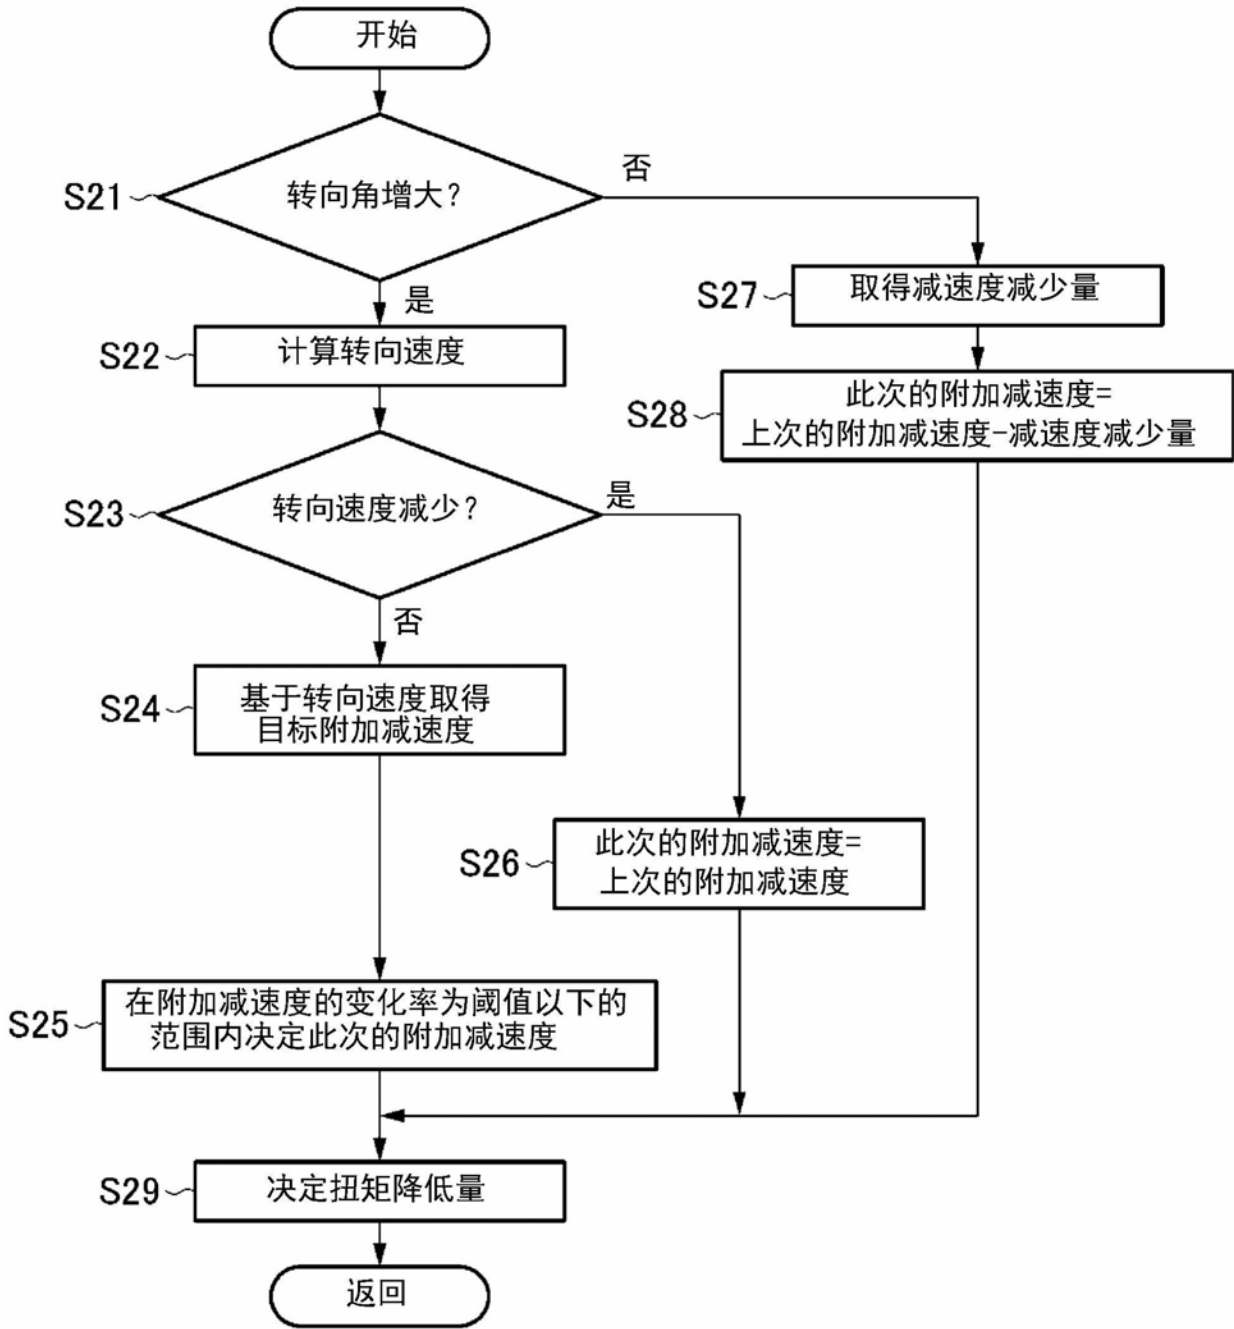 开始
S21
转向角增大?
否
是
S27
取得减速度减少量
S22
计算转向速度
S28
此次的附加减速度=
上次的附加减速度-减速度减少量
S23
转向速度减少?
是
否
S24
基于转向速度取得
目标附加减速度
S26
此次的附加减速度=
上次的附加减速度
S25
在附加减速度的变化率为阈值以下的
范围内决定此次的附加减速度
S29
决定扭矩降低量
返回